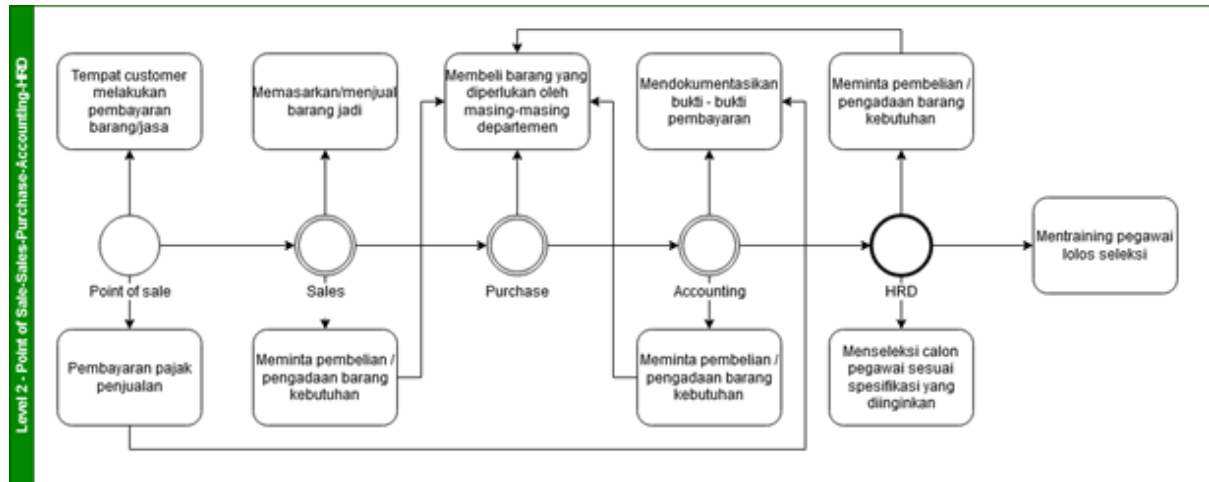 Level 2 - Point of Sale-Sales-Purchase-Accounting-HRD
Tempat customer
melakukan
pembayaran
barang/jasa
Memasarkan/menjual
barang jadi
Membeli barang yang
diperlukan oleh
masing-masing
departemen
Mendokumentasikan
bukti - bukti
pembayaran
Meminta pembelian /
pengadaan barang
kebutuhan
Point of sale
Sales
Purchase
Accounting
HRD
Mentraining pegawai
lolos seleksi
Pembayaran pajak
penjualan
Meminta pembelian /
pengadaan barang
kebutuhan
Meminta pembelian /
pengadaan barang
kebutuhan
Menseleksi calon
pegawai sesuai
spesifikasi yang
diinginkan